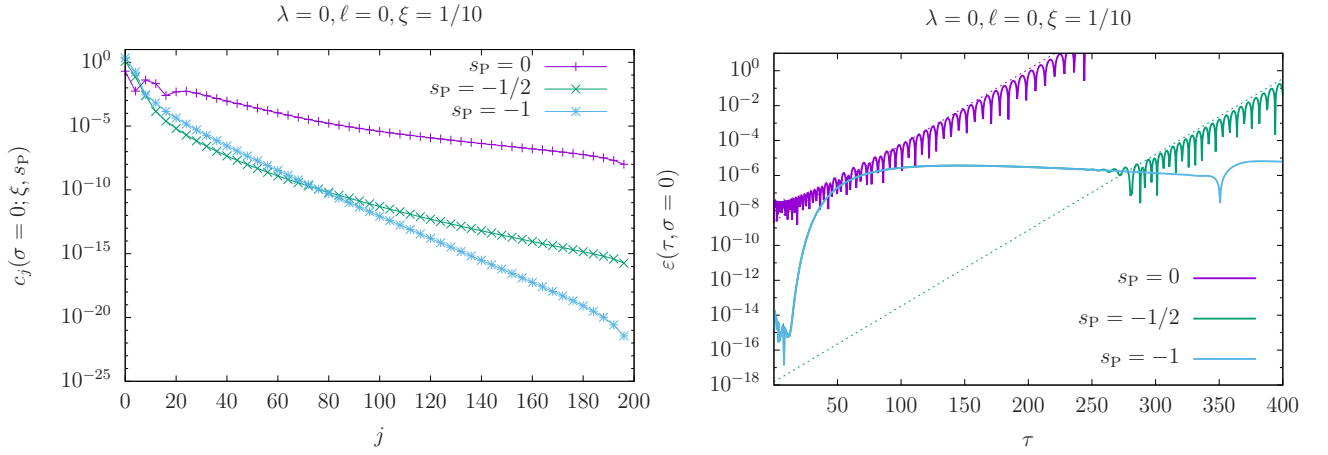 λ = 0, ℓ = 0, ξ = 1/10
c_j(σ = 0; ξ, s_P)
10^0
10^−5
10^−10
10^−15
10^−20
10^−25
s_P = 0
s_P = −1/2
s_P = −1
0 20 40 60 80 100 120 140 160 180 200
j
λ = 0, ℓ = 0, ξ = 1/10
ε(τ, σ = 0)
10^0
10^−2
10^−4
10^−6
10^−8
10^−10
10^−12
10^−14
10^−16
10^−18
s_P = 0
s_P = −1/2
s_P = −1
50 100 150 200 250 300 350 400
τ